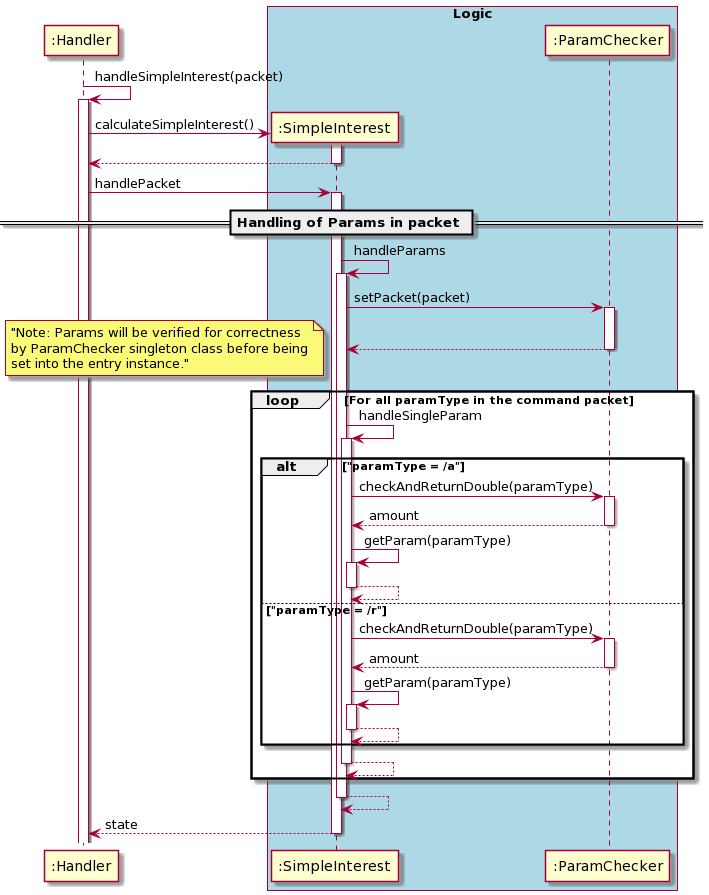 Logic
:Handler
:ParamChecker
handleSimpleInterest(packet)
calculateSimpleInterest()
:SimpleInterest
handlePacket
Handling of Params in packet
handleParams
setPacket(packet)
"Note: Params will be verified for correctness
by ParamChecker singleton class before being
set into the entry instance."
loop [For all paramType in the command packet]
handleSingleParam
alt ["paramType = /a"]
checkAndReturnDouble(paramType)
amount
getParam(paramType)
["paramType = /r"]
checkAndReturnDouble(paramType)
amount
getParam(paramType)
state
:Handler
:SimpleInterest
:ParamChecker